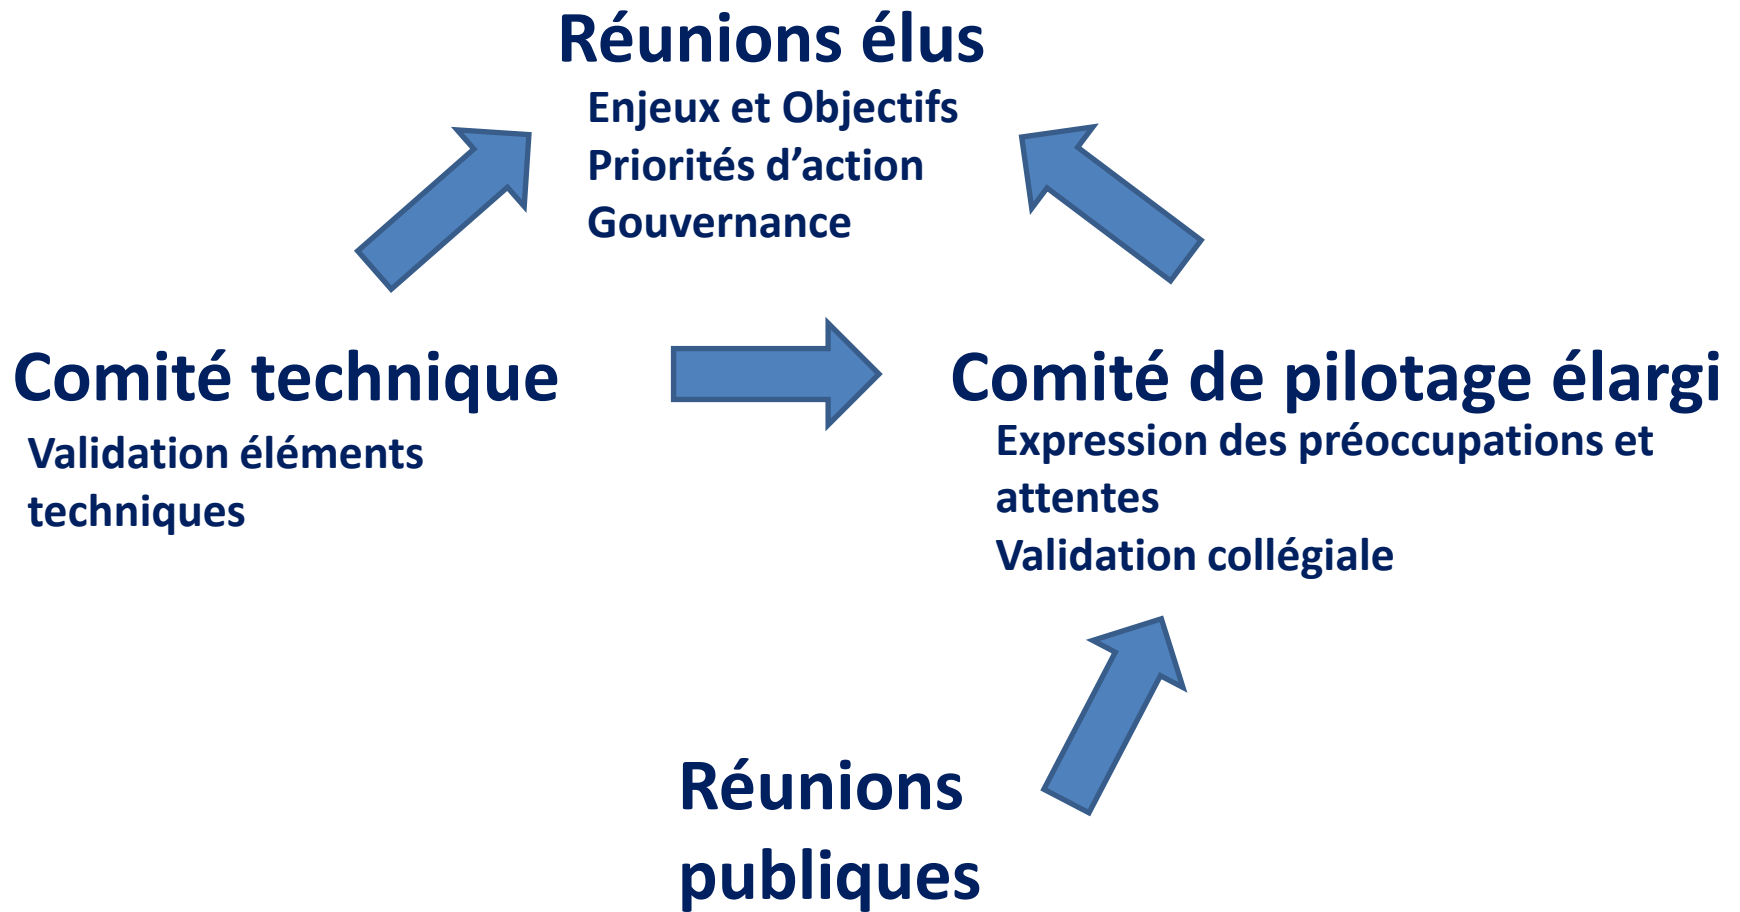 Réunions élus
Enjeux et Objectifs
Priorités d’action
Gouvernance
Comité technique
Validation éléments
techniques
Comité de pilotage élargi
Expression des préoccupations et
attentes
Validation collégiale
Réunions
publiques